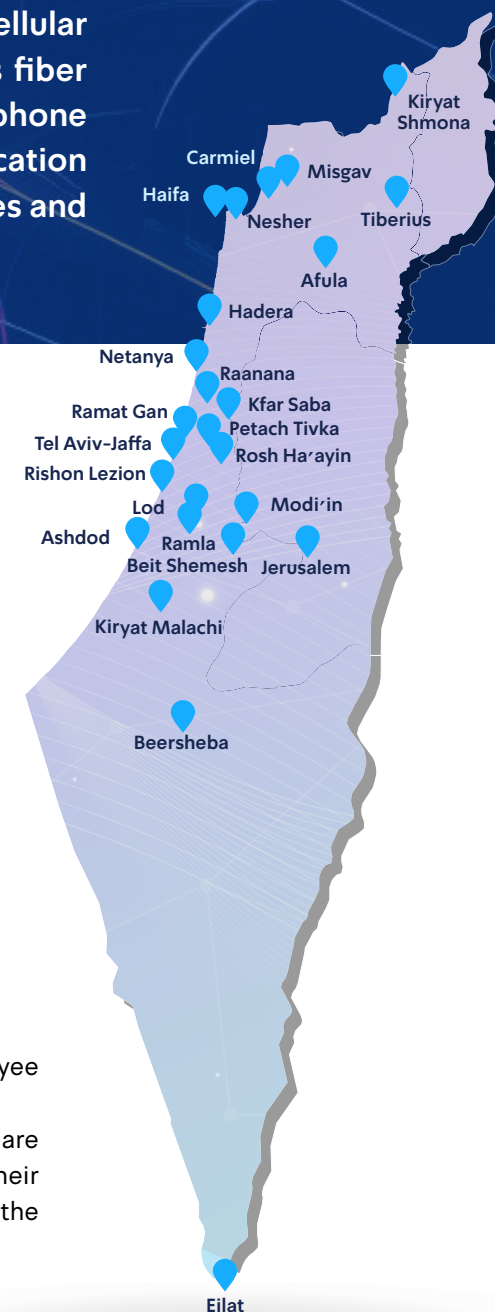 ellular
s fiber
phone
cation
es and
Kiryat
Shmona
Carmiel
Misgav
Haifa
Nesher
Tiberius
Afula
Hadera
Netanya
Raanana
Kfar Saba
Ramat Gan
Petach Tivka
Tel Aviv-Jaffa
Rosh Ha'ayin
Rishon Lezion
Lod
Modi'in
Ashdod
Ramla
Beit Shemesh
Jerusalem
Kiryat Malachi
Beersheba
yee
are
heir
the
Eilat